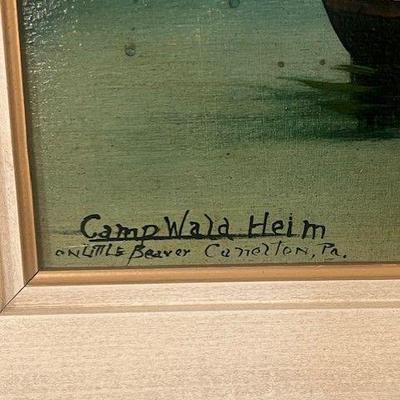 Camp Wald Heim
ON LITTLE Beaver Cannelton, Pa.